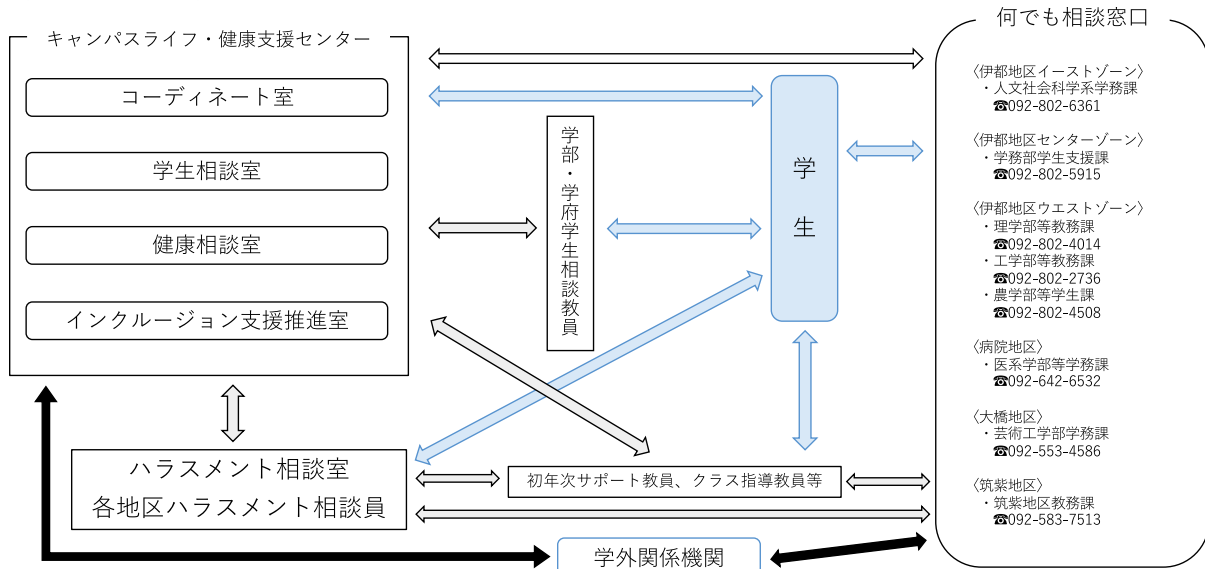 キャンパスライフ・健康支援センター
コーディネート室
学生相談室
健康相談室
インクルージョン支援推進室
学部・学府学生相談教員
学生
ハラスメント相談室
各地区ハラスメント相談員
初年次サポート教員、クラス指導教員等
学外関係機関
何でも相談窓口
〈伊都地区イーストゾーン〉
・人文社会科学系学務課
☎092-802-6361
〈伊都地区センターゾーン〉
・学務部学生支援課
☎092-802-5915
〈伊都地区ウエストゾーン〉
・理学部等教務課
☎092-802-4014
・工学部等教務課
☎092-802-2736
・農学部等学生課
☎092-802-4508
〈病院地区〉
・医系学部等学務課
☎092-642-6532
〈大橋地区〉
・芸術工学部学務課
☎092-553-4586
〈筑紫地区〉
・筑紫地区教務課
☎092-583-7513